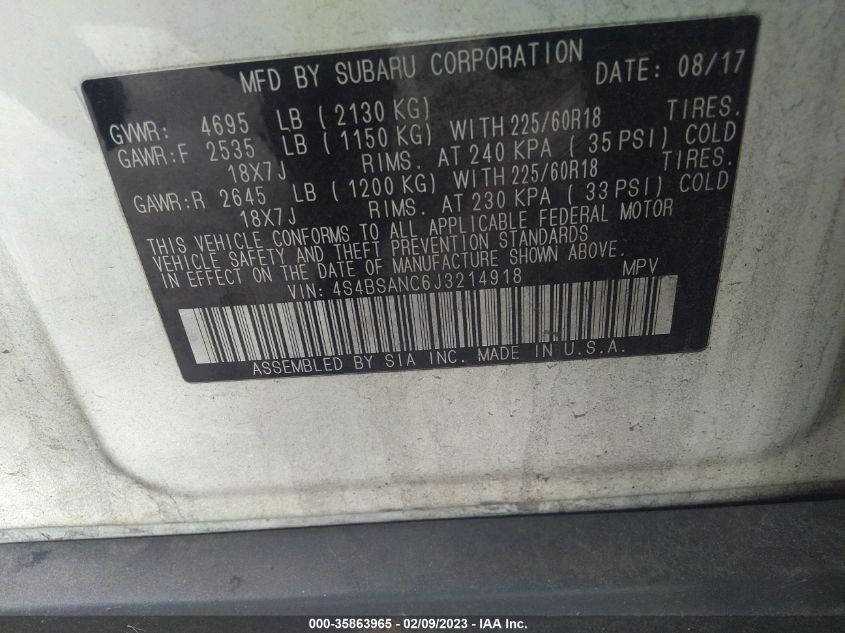 MFD BY SUBARU CORPORATION DATE: 08/17
GVWR: 4695 LB ( 2130 KG)
GAWR:F 2535 LB ( 1150 KG) WITH 225/60R18 TIRES.
18X7J RIMS. AT 240 KPA ( 35 PSI) COLD
GAWR:R 2645 LB ( 1200 KG) WITH 225/60R18 TIRES.
18X7J RIMS. AT 230 KPA ( 33 PSI) COLD
THIS VEHICLE CONFORMS TO ALL APPLICABLE FEDERAL MOTOR
VEHICLE SAFETY AND THEFT PREVENTION STANDARDS
IN EFFECT ON THE DATE OF MANUFACTURE SHOWN ABOVE.
VIN: 4S4BSANC6J3214918 MPV
ASSEMBLED BY SIA INC. MADE IN U.S.A.
000-35863965 - 02/09/2023 - IAA Inc.